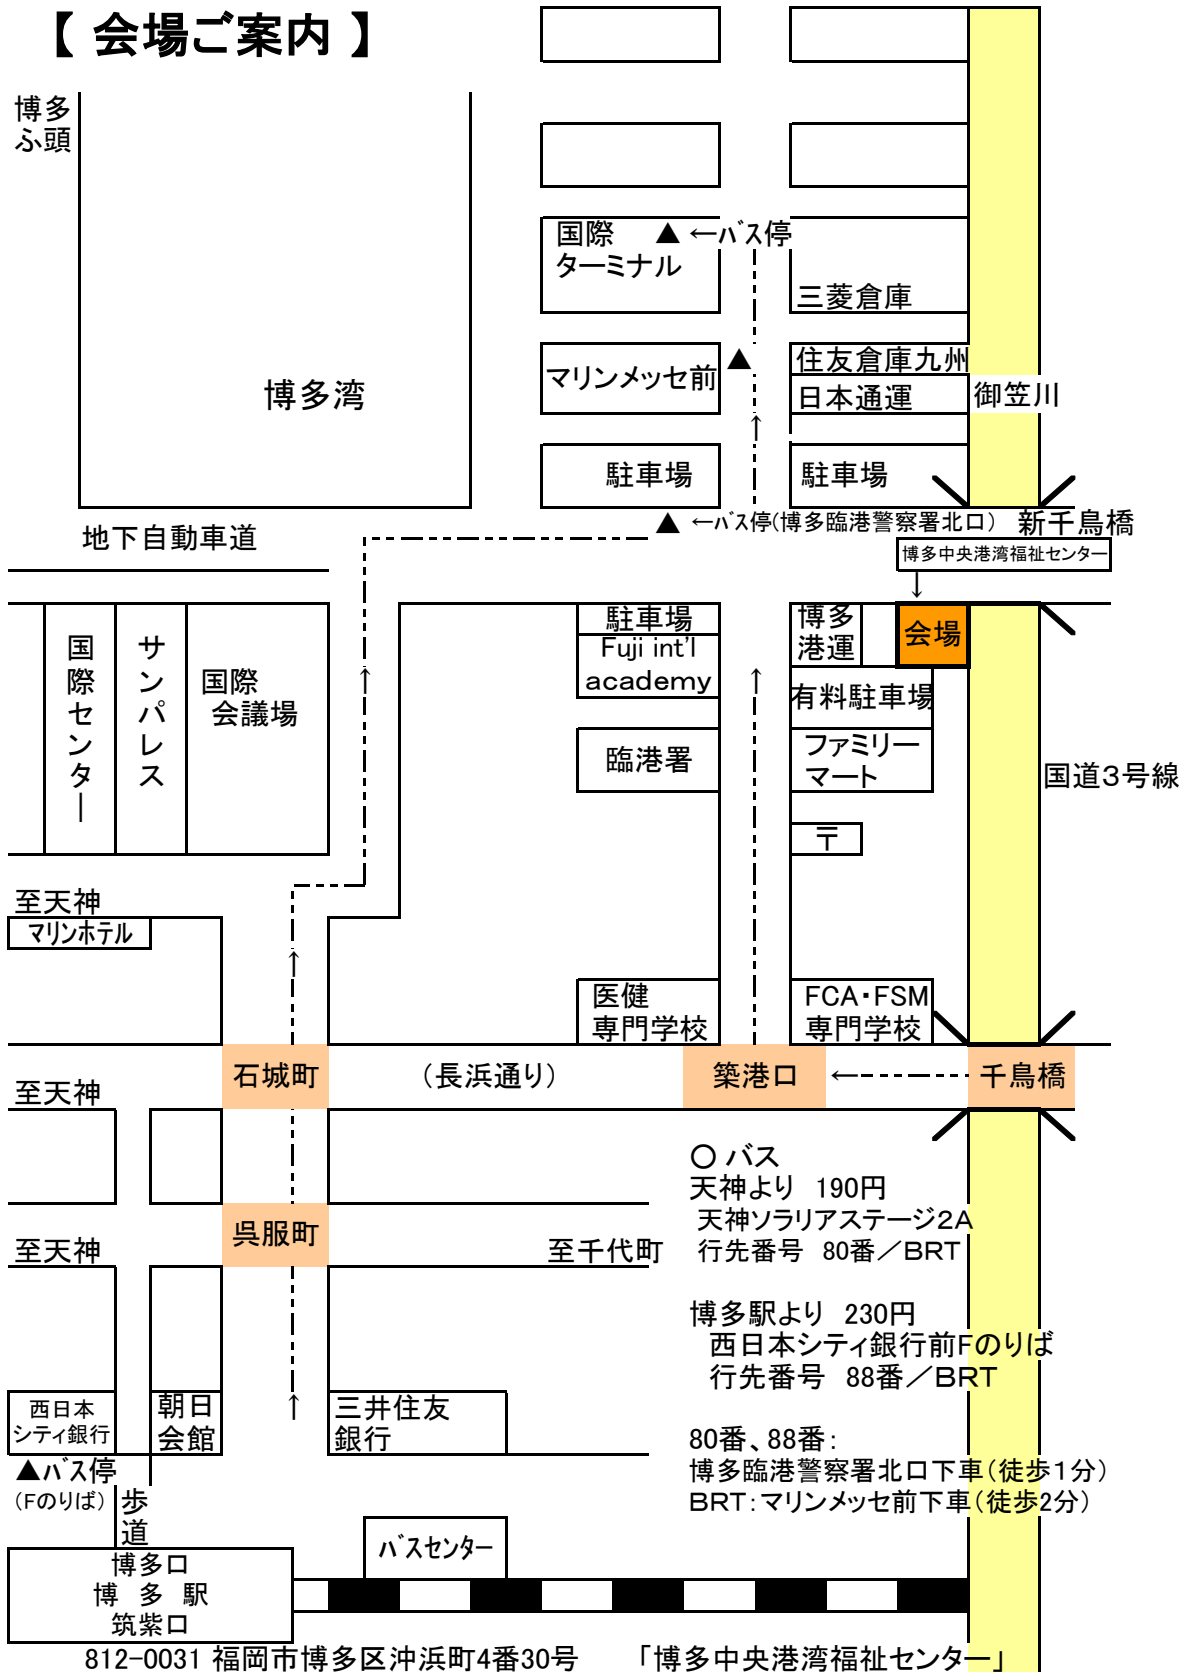 【 会場ご案内 】
博多
ふ頭
国際
ターミナル
▲ ←バス停
三菱倉庫
マリンメッセ前
▲
住友倉庫九州
日本通運
御笠川
博多湾
↑
駐車場
駐車場
▲ ←バス停(博多臨港警察署北口)
新千鳥橋
地下自動車道
博多中央港湾福祉センター
↓
駐車場
Fuji int'l
academy
博多
港運
会場
国際センター
サンパレス
国際
会議場
↑
↑
有料駐車場
臨港署
ファミリー
マート
国道3号線
〒
至天神
マリンホテル
↑
医健
専門学校
FCA・FSM
専門学校
石城町
(長浜通り)
築港口
←
千鳥橋
至天神
○ バス
天神より 190円
天神ソラリアステージ2A
行先番号 80番/BRT
呉服町
至天神
至千代町
博多駅より 230円
西日本シティ銀行前Fのりば
行先番号 88番/BRT
西日本
シティ銀行
朝日
会館
↑
三井住友
銀行
80番、88番:
博多臨港警察署北口下車(徒歩1分)
BRT:マリンメッセ前下車(徒歩2分)
▲バス停
(Fのりば)
歩道
バスセンター
博多口
博 多 駅
筑紫口
812-0031 福岡市博多区沖浜町4番30号 「博多中央港湾福祉センター」